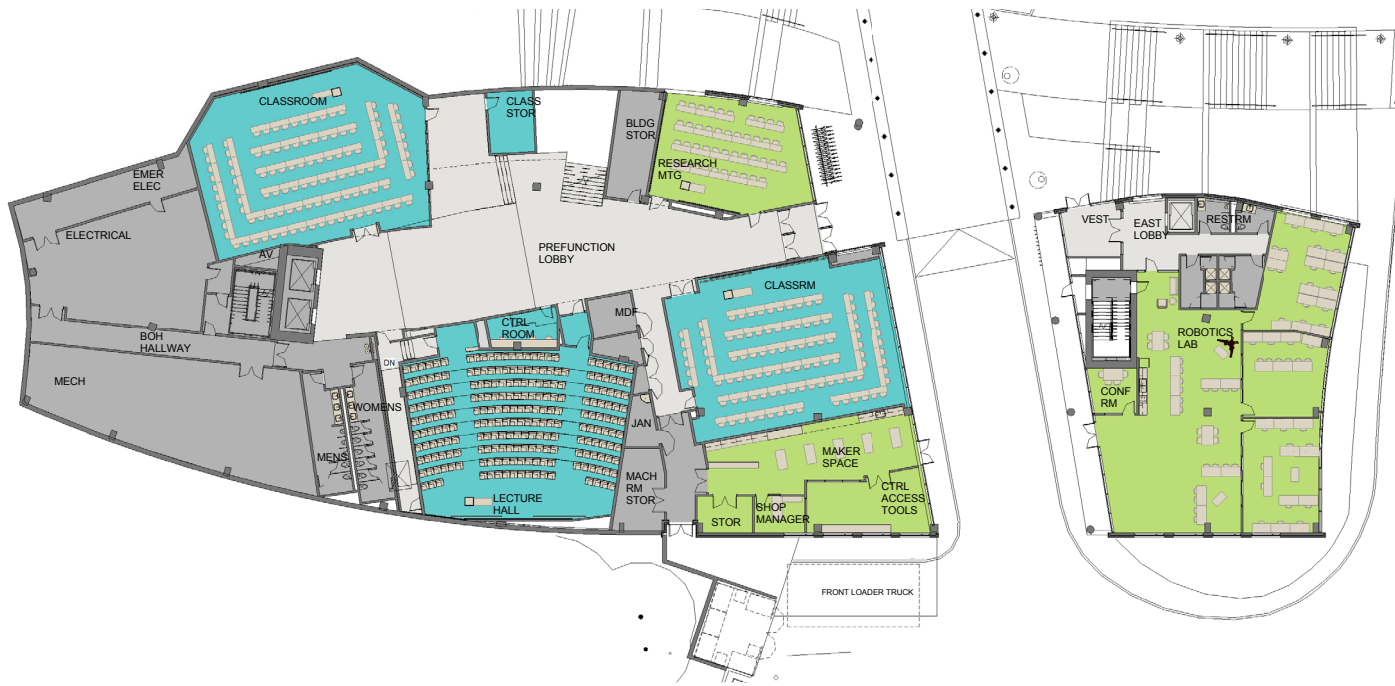 CLASSROOM
CLASS
STOR
BLDG
STOR
RESEARCH
MTG
EMER
ELEC
ELECTRICAL
AV
PREFUNCTION
LOBBY
CLASSRM
MDF
CTRL
ROOM
BOH
HALLWAY
DN
MECH
WOMENS
MENS
JAN
MACH
RM
STOR
LECTURE
HALL
MAKER
SPACE
STOR
SHOP
MANAGER
CTRL
ACCESS
TOOLS
FRONT LOADER TRUCK
VEST
EAST
LOBBY
RESTRM
ROBOTICS
LAB
CONF
RM